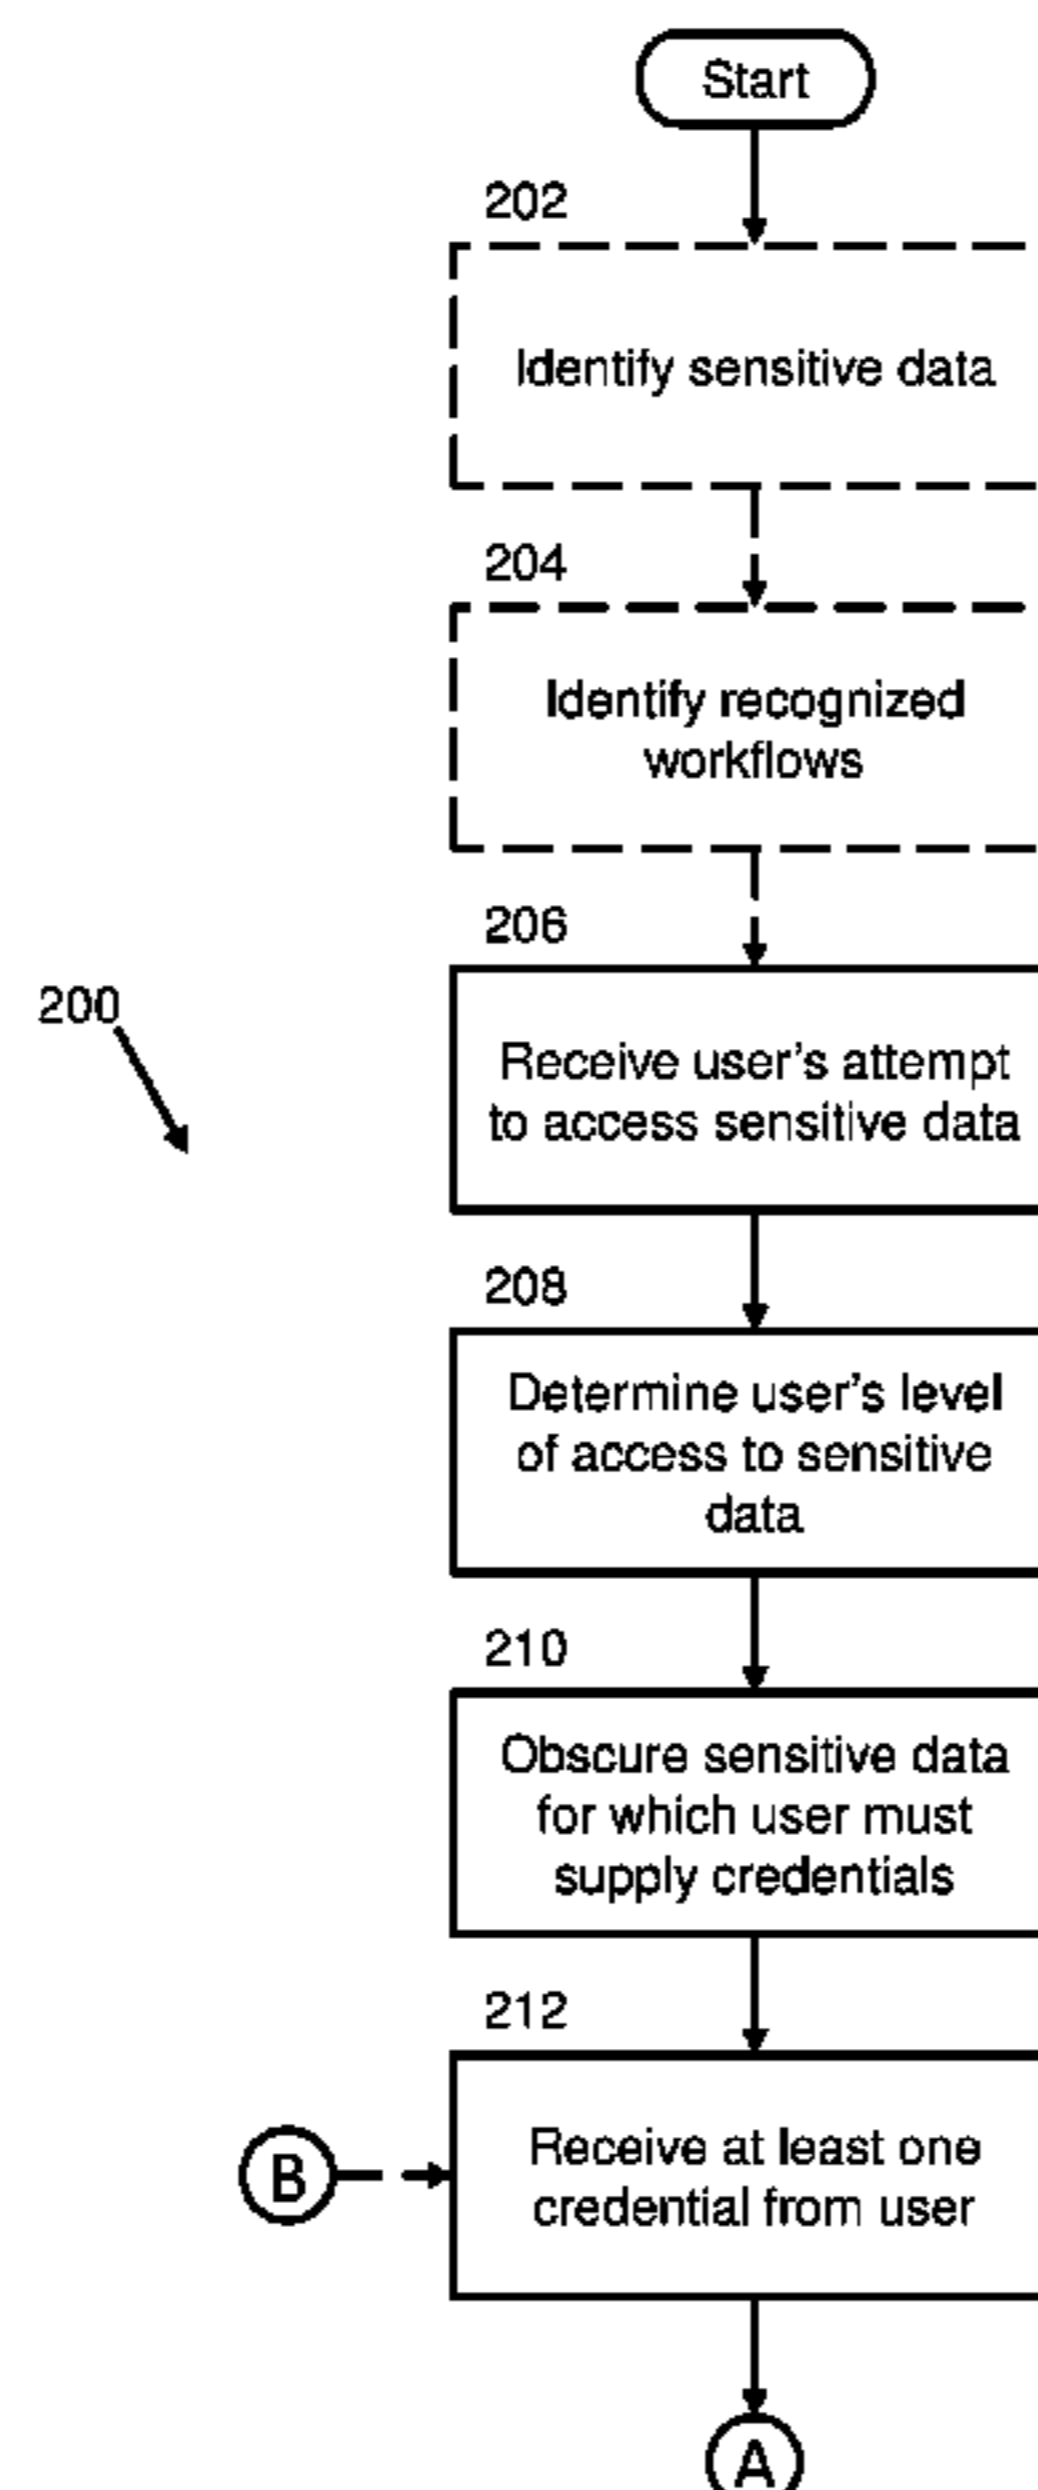 Start
202
Identify sensitive data
204
Identify recognized
workflows
206
200
Receive user's attempt
to access sensitive data
208
Determine user's level
of access to sensitive
data
210
Obscure sensitive data
for which user must
supply credentials
212
B
Receive at least one
credential from user
A